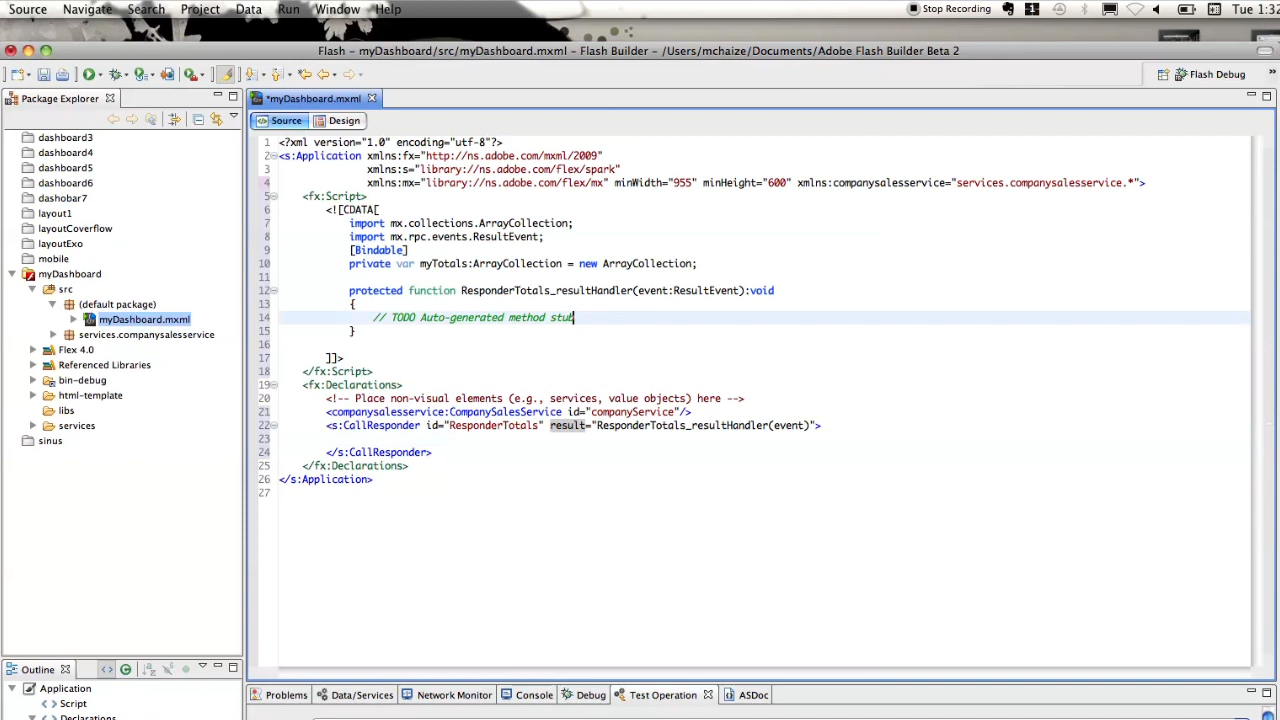 Source Navigate Search Project Data Run Window Help Stop Recording 1 Tue 1:32
Flash - myDashboard/src/myDashboard.mxml - Flash Builder - /Users/mchaize/Documents/Adobe Flash Builder Beta 2
Flash Debug
Package Explorer
dashboard3
dashboard4
dashboard5
dashboard6
dashobar7
layout1
layoutCoverflow
layoutExo
mobile
myDashboard
src
(default package)
myDashboard.mxml
services.companysalesservice
Flex 4.0
Referenced Libraries
bin-debug
html-template
libs
services
sinus
Outline
Application
Script
Declarations
*myDashboard.mxml
Source Design
1 <?xml version="1.0" encoding="utf-8"?>
2 <s:Application xmlns:fx="http://ns.adobe.com/mxml/2009"
3 xmlns:s="library://ns.adobe.com/flex/spark"
4 xmlns:mx="library://ns.adobe.com/flex/mx" minWidth="955" minHeight="600" xmlns:companysalesservice="services.companysalesservice.*">
5 <fx:Script>
6 <![CDATA[
7 import mx.collections.ArrayCollection;
8 import mx.rpc.events.ResultEvent;
9 [Bindable]
10 private var myTotals:ArrayCollection = new ArrayCollection;
11
12 protected function ResponderTotals_resultHandler(event:ResultEvent):void
13 {
14 // TODO Auto-generated method stub
15 }
16
17 ]]>
18 </fx:Script>
19 <fx:Declarations>
20 <!-- Place non-visual elements (e.g., services, value objects) here -->
21 <companysalesservice:CompanySalesService id="companyService"/>
22 <s:CallResponder id="ResponderTotals" result="ResponderTotals_resultHandler(event)">
23
24 </s:CallResponder>
25 </fx:Declarations>
26 </s:Application>
27
Problems Data/Services Network Monitor Console Debug Test Operation ASDoc